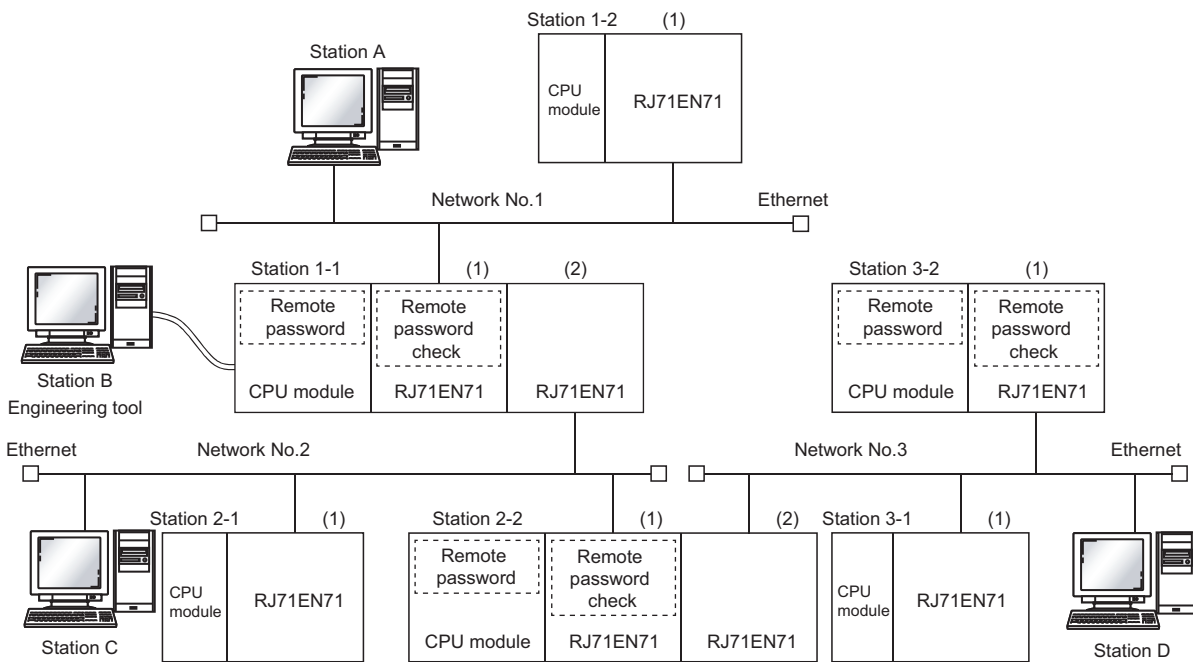 Station 1-2 (1)
Station A
CPU
module
RJ71EN71
Network No.1
Ethernet
Station 1-1 (1) (2)
Remote
password
CPU module
Remote
password
check
RJ71EN71
RJ71EN71
Station B
Engineering tool
Station 3-2 (1)
Remote
password
CPU module
Remote
password
check
RJ71EN71
Ethernet
Network No.2
Network No.3
Ethernet
Station C
Station 2-1 (1)
CPU
module
RJ71EN71
Station 2-2 (1) (2)
Remote
password
CPU module
Remote
password
check
RJ71EN71
RJ71EN71
Station 3-1 (1)
CPU
module
RJ71EN71
Station D